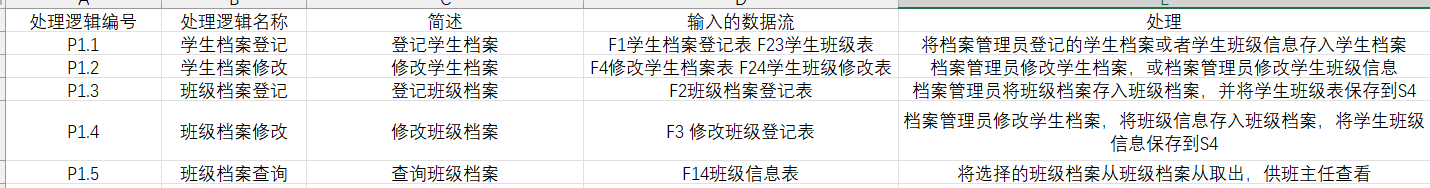 处理逻辑编号 处理逻辑名称 简述 输入的数据流 处理
P1.1 学生档案登记 登记学生档案 F1学生档案登记表 F23学生班级表 将档案管理员登记的学生档案或者学生班级信息存入学生档案
P1.2 学生档案修改 修改学生档案 F4修改学生档案表 F24学生班级修改表 档案管理员修改学生档案，或档案管理员修改学生班级信息
P1.3 班级档案登记 登记班级档案 F2班级档案登记表 档案管理员将班级档案存入班级档案，并将学生班级表保存到S4
P1.4 班级档案修改 修改班级档案 F3 修改班级登记表 档案管理员修改学生档案，将班级信息存入班级档案，将学生班级
信息保存到S4
P1.5 班级档案查询 查询班级档案 F14班级信息表 将选择的班级档案从班级档案从取出，供班主任查看